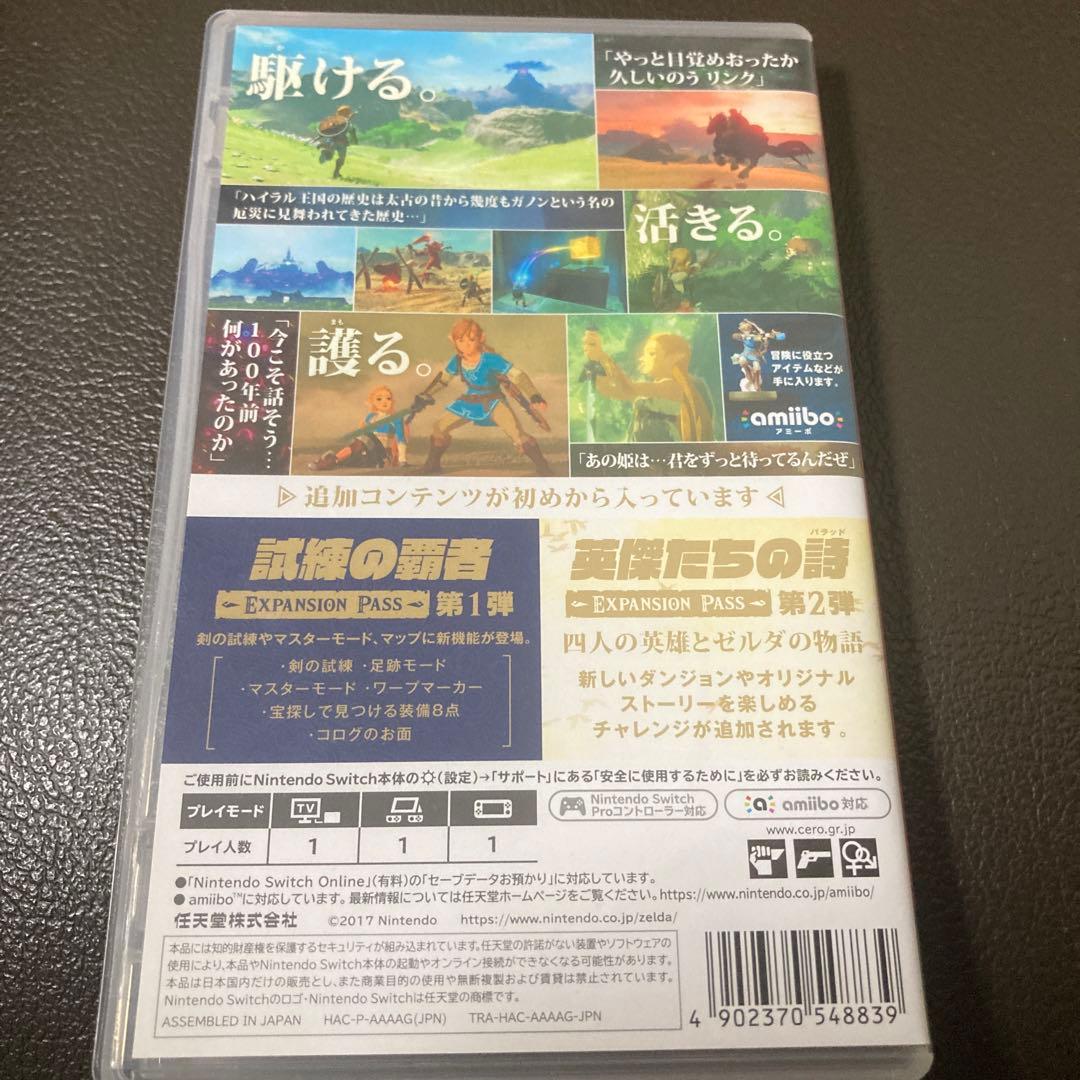 駆ける。
「やっと目覚めおったか
久しいのう リンク」
「ハイラル王国の歴史は太古の昔から幾度もガノンという名の
厄災に見舞われてきた歴史…」
活きる。
「今こそ話そう…
100年前
何があったのか」
まも
護る。
冒険に役立つ
アイテムなどが
手に入ります。
amiibo
アミーボ
「あの姫は…君をずっと待ってるんだぜ」
追加コンテンツが初めから入っています
試練の覇者
EXPANSION PASS 第1弾
剣の試練やマスターモード、マップに新機能が登場。
・剣の試練 ・足跡モード
・マスターモード ・ワープマーカー
・宝探しで見つける装備8点
・コログのお面
バラッド
英傑たちの詩
EXPANSION PASS 第2弾
四人の英雄とゼルダの物語
新しいダンジョンやオリジナル
ストーリーを楽しめる
チャレンジが追加されます。
ご使用前にNintendo Switch本体の(設定)→「サポート」にある「安全に使用するために」を必ずお読みください。
プレイモード TV
プレイ人数 1 1 1
Nintendo Switch
Proコントローラー対応
amiibo 対応
www.cero.gr.jp
●「Nintendo Switch Online」(有料)の「セーブデータお預かり」に対応しています。
● amiibo™に対応しています。最新情報については任天堂ホームページをご覧ください。https://www.nintendo.co.jp/amiibo/
任天堂株式会社 ©2017 Nintendo https://www.nintendo.co.jp/zelda/
本品には知的財産権を保護するセキュリティが組み込まれています。任天堂の許諾がない装置やソフトウェアの
使用により、本品やNintendo Switch本体の起動やオンライン接続ができなくなる可能性があります。
本品は日本国内だけの販売とし、また商業目的の使用や無断複製および賃貸は禁止されています。
Nintendo Switchのロゴ・Nintendo Switchは任天堂の商標です。
ASSEMBLED IN JAPAN HAC-P-AAAAG(JPN) TRA-HAC-AAAAG-JPN
4 902370 548839